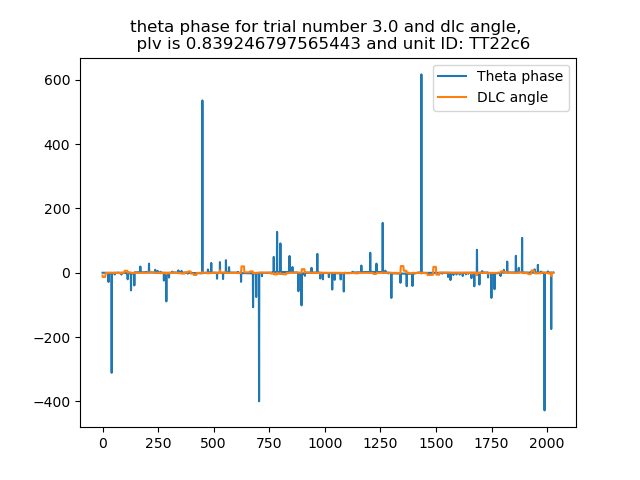 theta phase for trial number 3.0 and dlc angle,
plv is 0.839246797565443 and unit ID: TT22c6
Theta phase
DLC angle
600
400
200
0
−200
−400
0 250 500 750 1000 1250 1500 1750 2000